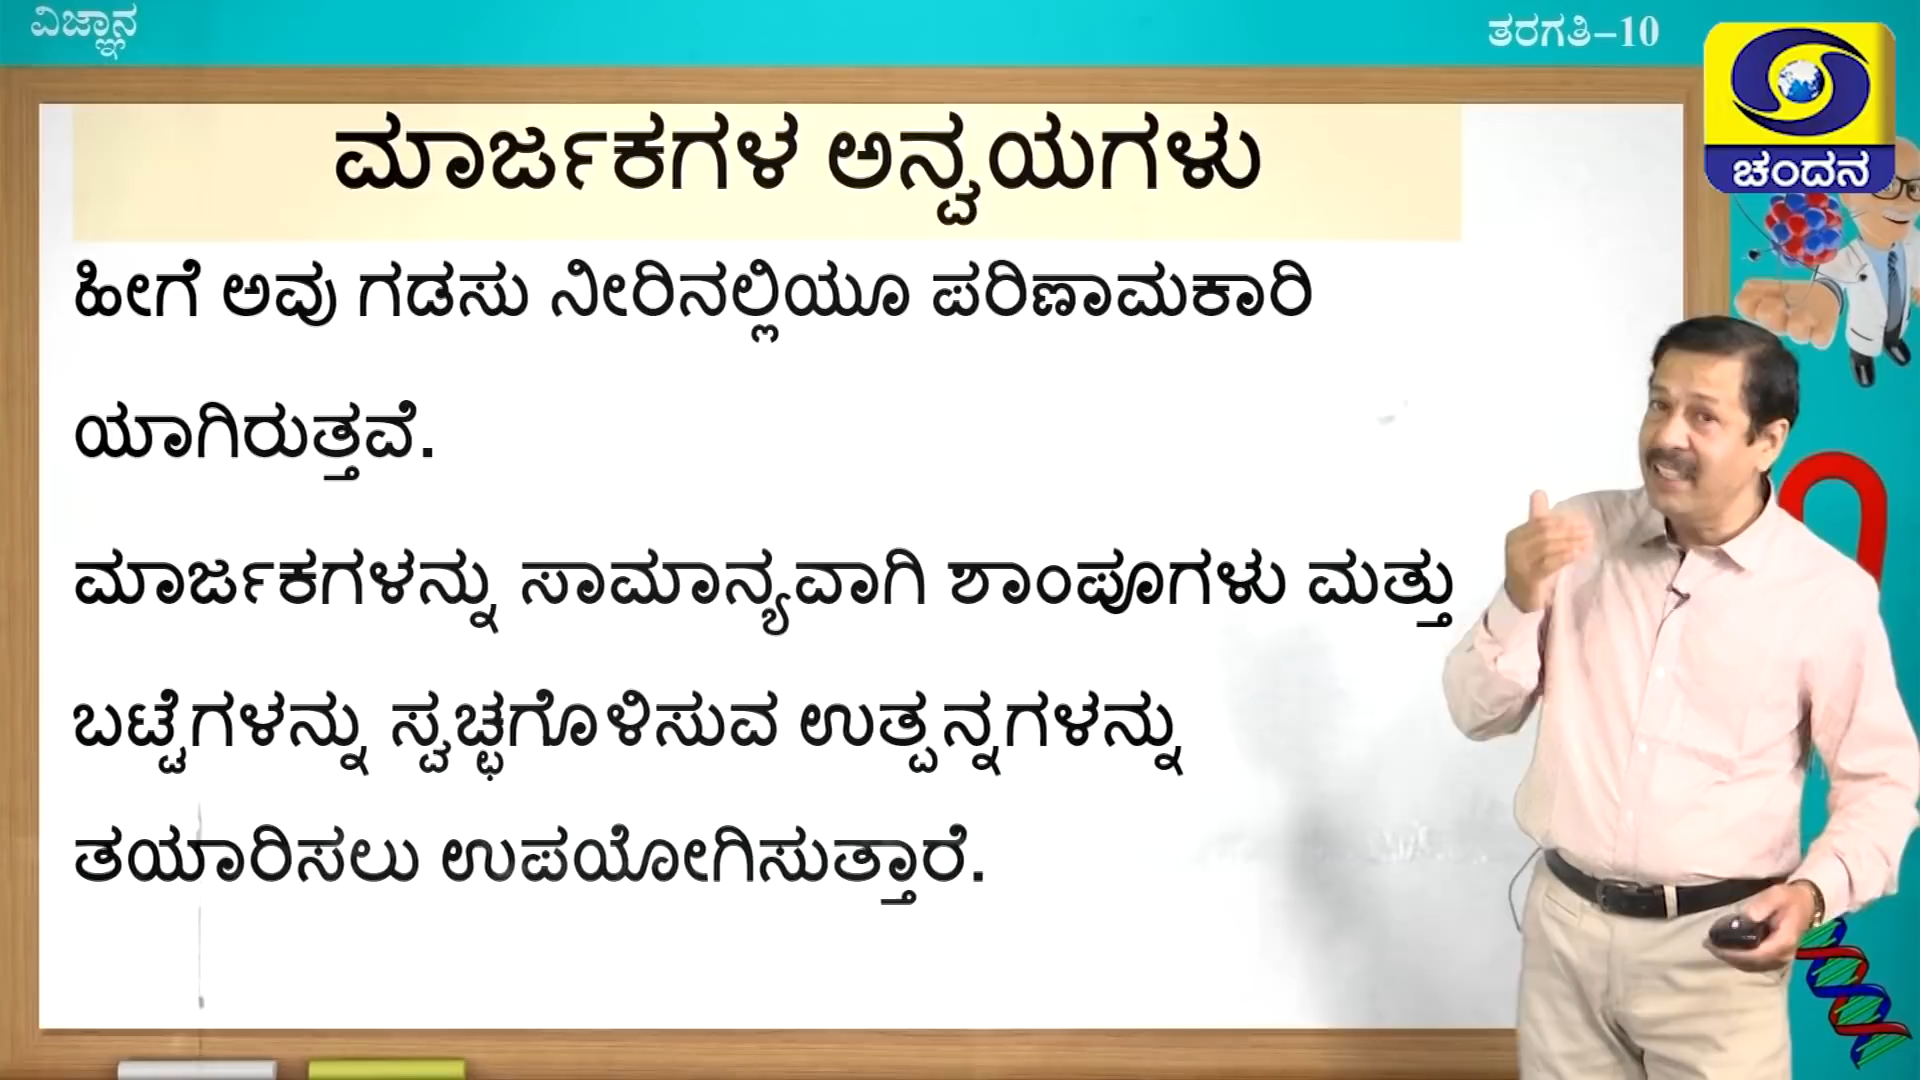 ವಿಜ್ಞಾನ
ತರಗತಿ-10
ಚಂದನ
ಮಾರ್ಜಕಗಳ ಅನ್ವಯಗಳು
ಹೀಗೆ ಅವು ಗಡಸು ನೀರಿನಲ್ಲಿಯೂ ಪರಿಣಾಮಕಾರಿ
ಯಾಗಿರುತ್ತವೆ.
ಮಾರ್ಜಕಗಳನ್ನು ಸಾಮಾನ್ಯವಾಗಿ ಶಾಂಪೂಗಳು ಮತ್ತು
ಬಟ್ಟೆಗಳನ್ನು ಸ್ವಚ್ಛಗೊಳಿಸುವ ಉತ್ಪನ್ನಗಳನ್ನು
ತಯಾರಿಸಲು ಉಪಯೋಗಿಸುತ್ತಾರೆ.